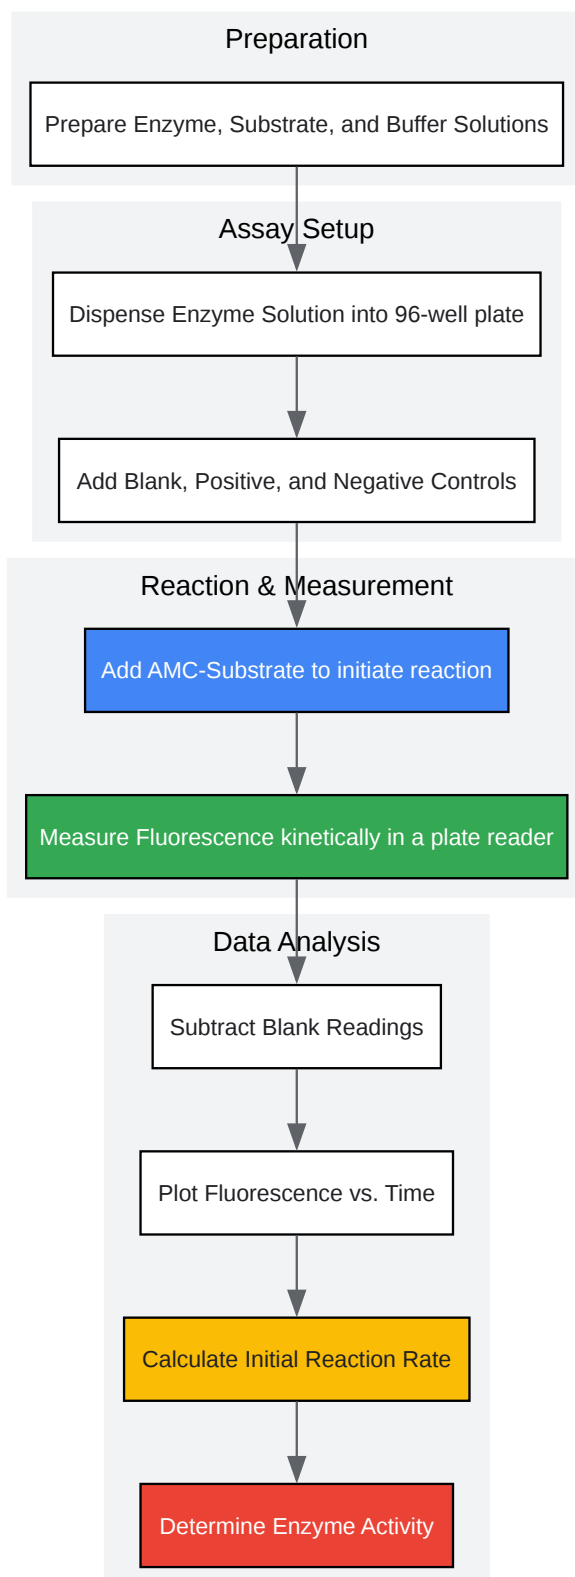 Preparation
Prepare Enzyme, Substrate, and Buffer Solutions
Assay Setup
Dispense Enzyme Solution into 96-well plate
Add Blank, Positive, and Negative Controls
Reaction & Measurement
Add AMC-Substrate to initiate reaction
Measure Fluorescence kinetically in a plate reader
Data Analysis
Subtract Blank Readings
Plot Fluorescence vs. Time
Calculate Initial Reaction Rate
Determine Enzyme Activity